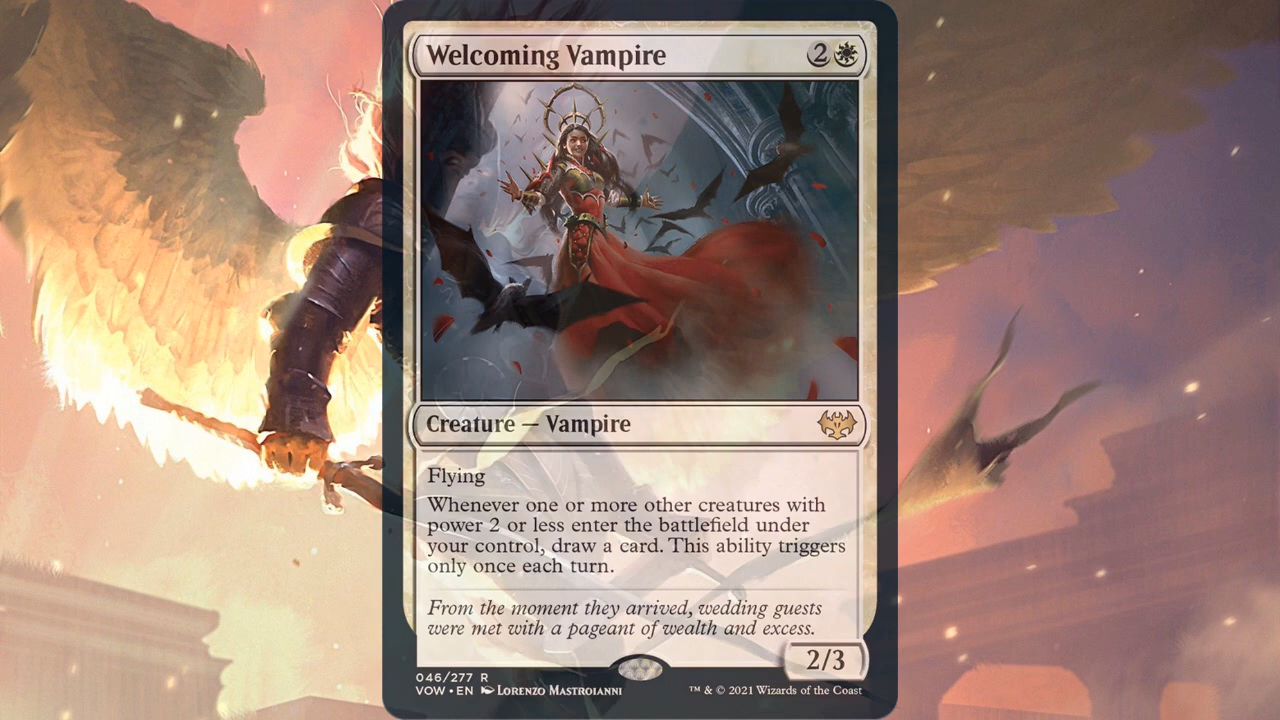 Welcoming Vampire 2
Creature — Vampire
Flying
Whenever one or more other creatures with
power 2 or less enter the battlefield under
your control, draw a card. This ability triggers
only once each turn.
From the moment they arrived, wedding guests
were met with a pageant of wealth and excess.
2/3
046/277 R
VOW • EN Lorenzo Mastroianni
™ & © 2021 Wizards of the Coast